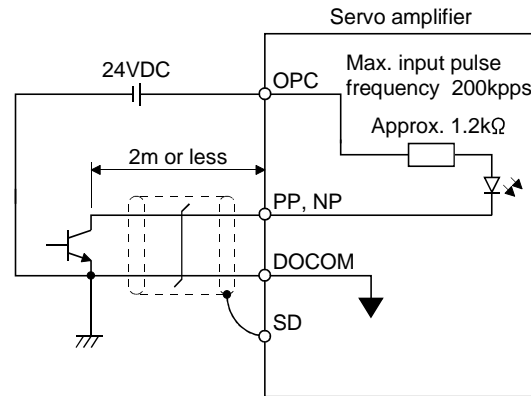 Servo amplifier
24VDC
OPC
Max. input pulse
frequency 200kpps
Approx. 1.2kΩ
2m or less
PP, NP
DOCOM
SD